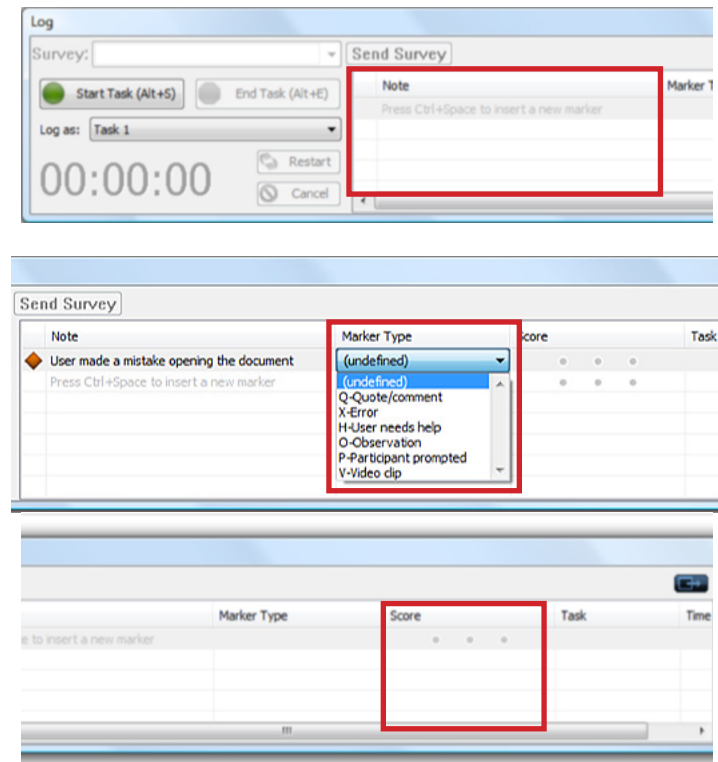 Log
Survey: Send Survey
Start Task (Alt+S) End Task (Alt+E) Note Marker T
Press Ctrl+Space to insert a new marker
Log as: Task 1
00:00:00 Restart
Cancel
Send Survey
Note Marker Type Score Task
User made a mistake opening the document (undefined)
Press Ctrl+Space to insert a new marker (undefined)
Q-Quote/comment
X-Error
H-User needs help
O-Observation
P-Participant prompted
V-Video clip
Marker Type Score Task Time
e to insert a new marker